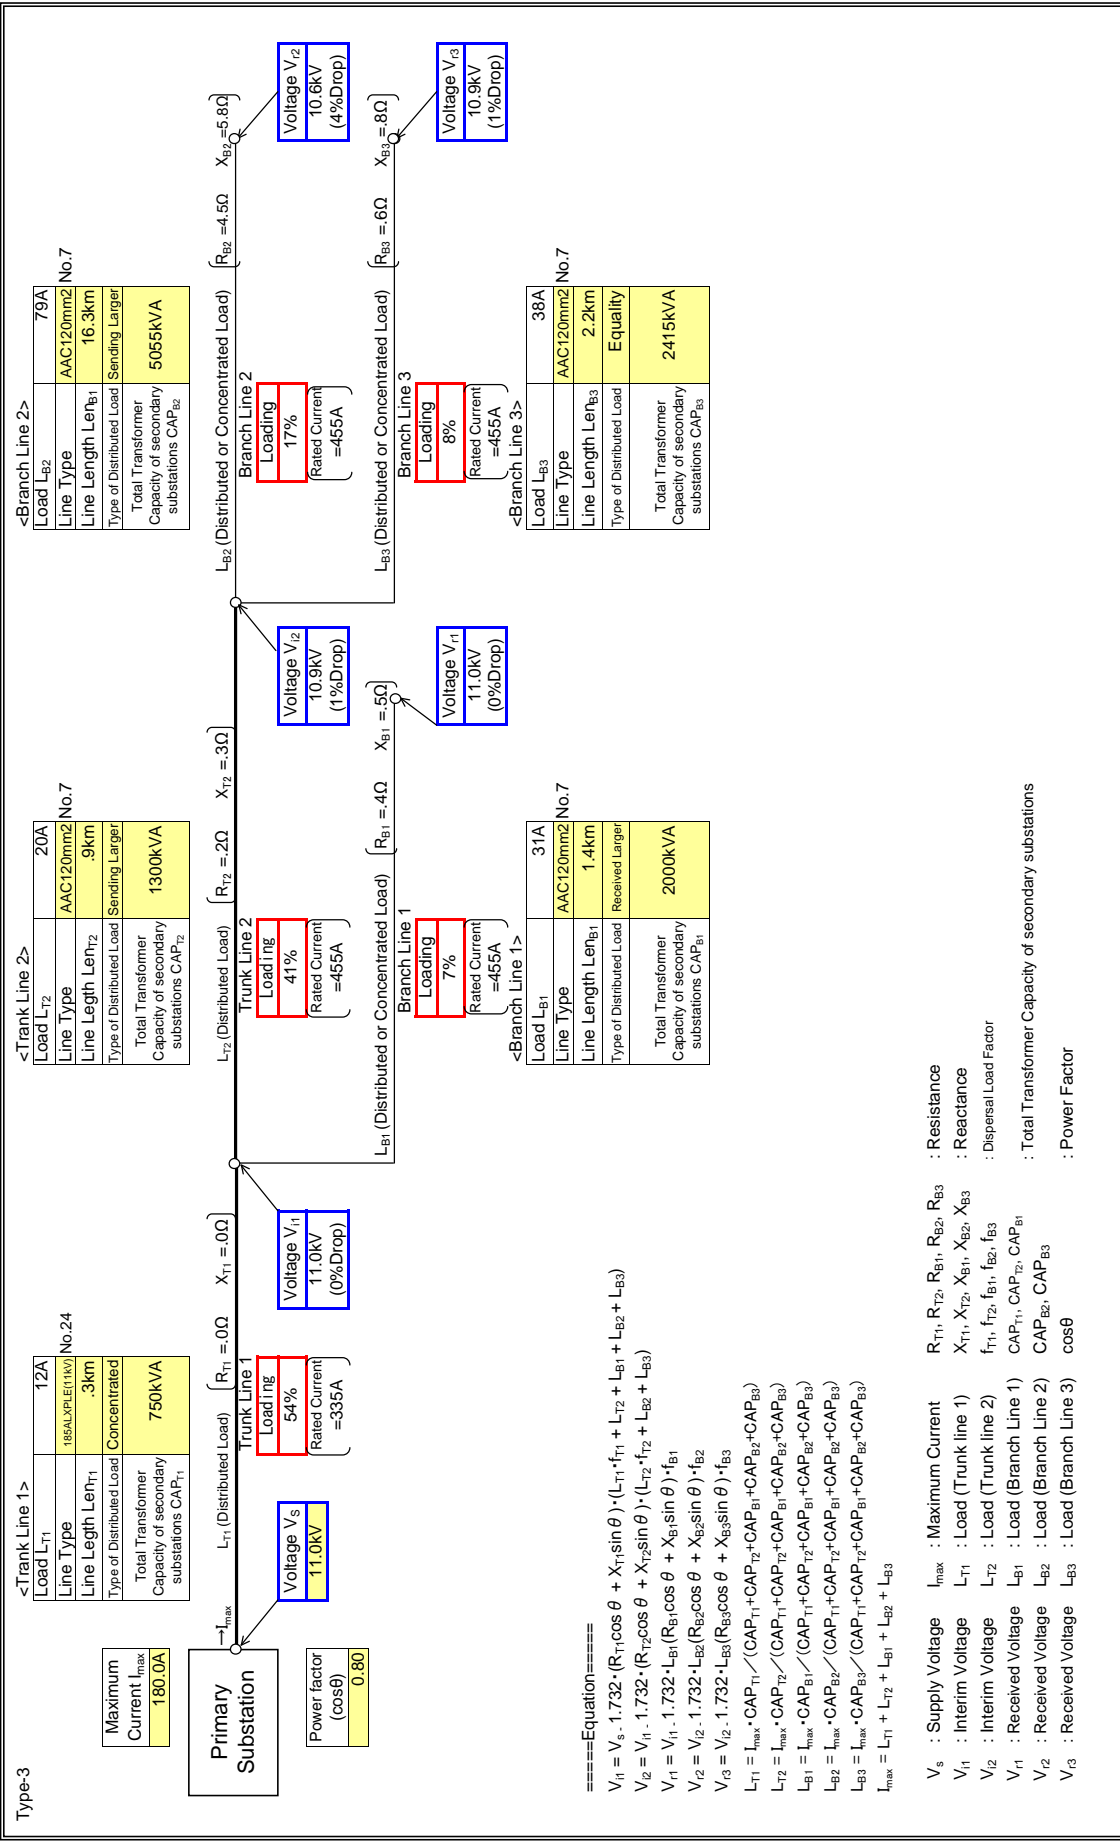 Type-3
Maximum
Current Imax
180.0A
Power factor
(cosθ)
0.80
Primary
Substation
→Imax
Voltage Vs
11.0kV
<Trank Line 1>
Load LT1 12A
Line Type 185ALXPLE(11kV) No.24
Line Legth LenT1 .3km
Type of Distributed Load Concentrated
Total Transformer
Capacity of secondary
substations CAPT1
750kVA
LT1 (Distributed Load)
RT1 =.0Ω XT1 =.0Ω
Trunk Line 1
Loading
54%
Rated Current
=335A
Voltage Vi1
11.0kV
(0%Drop)
<Trank Line 2>
Load LT2 20A
Line Type AAC120mm2 No.7
Line Legth LenT2 .9km
Type of Distributed Load Sending Larger
Total Transformer
Capacity of secondary
substations CAPT2
1300kVA
LT2 (Distributed Load)
RT2 =.2Ω XT2 =.3Ω
Trunk Line 2
Loading
41%
Rated Current
=455A
Voltage Vi2
10.9kV
(1%Drop)
LB1 (Distributed or Concentrated Load)
RB1 =.4Ω XB1 =.5Ω
Branch Line 1
Loading
7%
Rated Current
=455A
Voltage Vr1
11.0kV
(0%Drop)
<Branch Line 1>
Load LB1 31A
Line Type AAC120mm2 No.7
Line Length LenB1 1.4km
Type of Distributed Load Received Larger
Total Transformer
Capacity of secondary
substations CAPB1
2000kVA
<Branch Line 2>
Load LB2 79A
Line Type AAC120mm2 No.7
Line Length LenB1 16.3km
Type of Distributed Load Sending Larger
Total Transformer
Capacity of secondary
substations CAPB2
5055kVA
LB2 (Distributed or Concentrated Load)
RB2 =4.5Ω XB2 =5.8Ω
Branch Line 2
Loading
17%
Rated Current
=455A
Voltage Vr2
10.6kV
(4%Drop)
LB3 (Distributed or Concentrated Load)
RB3 =.6Ω XB3 =.8Ω
Branch Line 3
Loading
8%
Rated Current
=455A
Voltage Vr3
10.9kV
(1%Drop)
<Branch Line 3>
Load LB3 38A
Line Type AAC120mm2 No.7
Line Length LenB3 2.2km
Type of Distributed Load Equality
Total Transformer
Capacity of secondary
substations CAPB3
2415kVA
=====Equation=====
Vi1 = Vs - 1.732・(RT1cos θ + XT1sin θ)・(LT1・fT1 + LT2 + LB1 + LB2 + LB3)
Vi2 = Vi1 - 1.732・(RT2cos θ + XT2sin θ)・(LT2・fT2 + LB2 + LB3)
Vr1 = Vi1 - 1.732・LB1(RB1cos θ + XB1sin θ)・fB1
Vr2 = Vi2 - 1.732・LB2(RB2cos θ + XB2sin θ)・fB2
Vr3 = Vi2 - 1.732・LB3(RB3cos θ + XB3sin θ)・fB3
LT1 = Imax・CAPT1／(CAPT1+CAPT2+CAPB1+CAPB2+CAPB3)
LT2 = Imax・CAPT2／(CAPT1+CAPT2+CAPB1+CAPB2+CAPB3)
LB1 = Imax・CAPB1／(CAPT1+CAPT2+CAPB1+CAPB2+CAPB3)
LB2 = Imax・CAPB2／(CAPT1+CAPT2+CAPB1+CAPB2+CAPB3)
LB3 = Imax・CAPB3／(CAPT1+CAPT2+CAPB1+CAPB2+CAPB3)
Imax = LT1 + LT2 + LB1 + LB2 + LB3
Vs : Supply Voltage Imax : Maximum Current RT1, RT2, RB1, RB2, RB3 : Resistance
Vi1 : Interim Voltage LT1 : Load (Trunk line 1) XT1, XT2, XB1, XB2, XB3 : Reactance
Vi2 : Interim Voltage LT2 : Load (Trunk line 2) fT1, fT2, fB1, fB2, fB3 : Dispersal Load Factor
Vr1 : Received Voltage LB1 : Load (Branch Line 1) CAPT1, CAPT2, CAPB1 : Total Transformer Capacity of secondary substations
Vr2 : Received Voltage LB2 : Load (Branch Line 2) CAPB2, CAPB3
Vr3 : Received Voltage LB3 : Load (Branch Line 3) cosθ : Power Factor